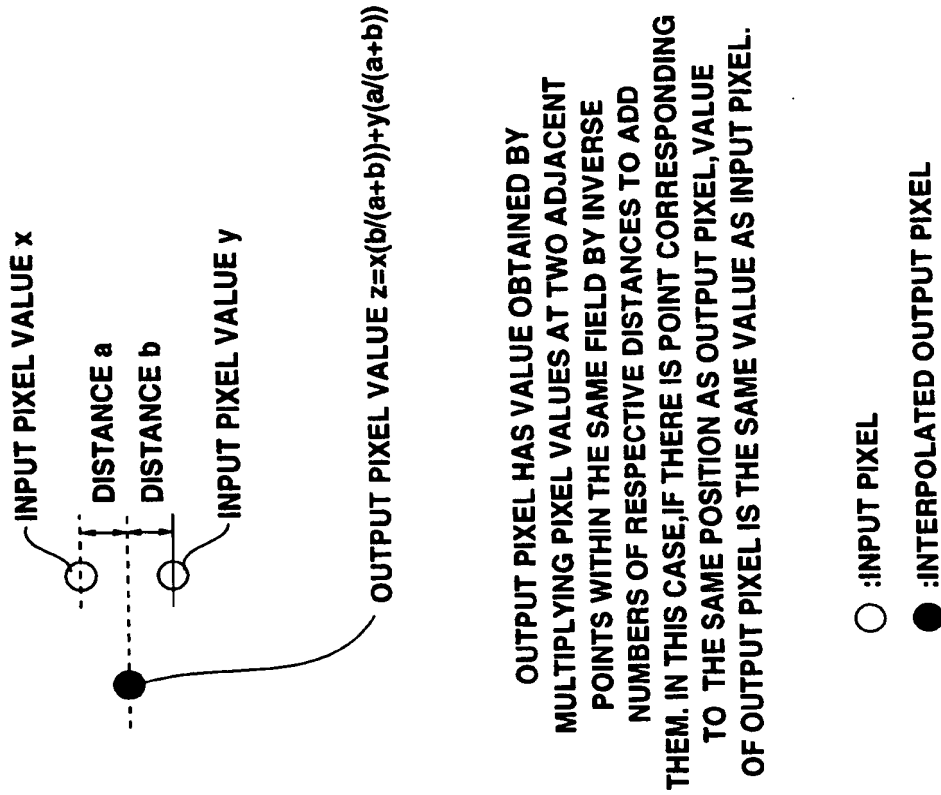 INPUT PIXEL VALUE x
DISTANCE a
DISTANCE b
INPUT PIXEL VALUE y
OUTPUT PIXEL VALUE z=x(b/(a+b))+y(a/(a+b))
OUTPUT PIXEL HAS VALUE OBTAINED BY
MULTIPLYING PIXEL VALUES AT TWO ADJACENT
POINTS WITHIN THE SAME FIELD BY INVERSE
NUMBERS OF RESPECTIVE DISTANCES TO ADD
THEM. IN THIS CASE,IF THERE IS POINT CORRESPONDING
TO THE SAME POSITION AS OUTPUT PIXEL,VALUE
OF OUTPUT PIXEL IS THE SAME VALUE AS INPUT PIXEL.
:INPUT PIXEL
:INTERPOLATED OUTPUT PIXEL